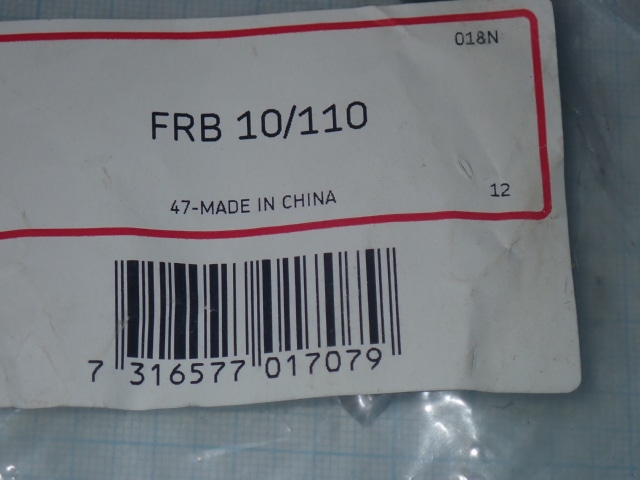 018N
FRB 10/110
47-MADE IN CHINA
12
7 316577 017079